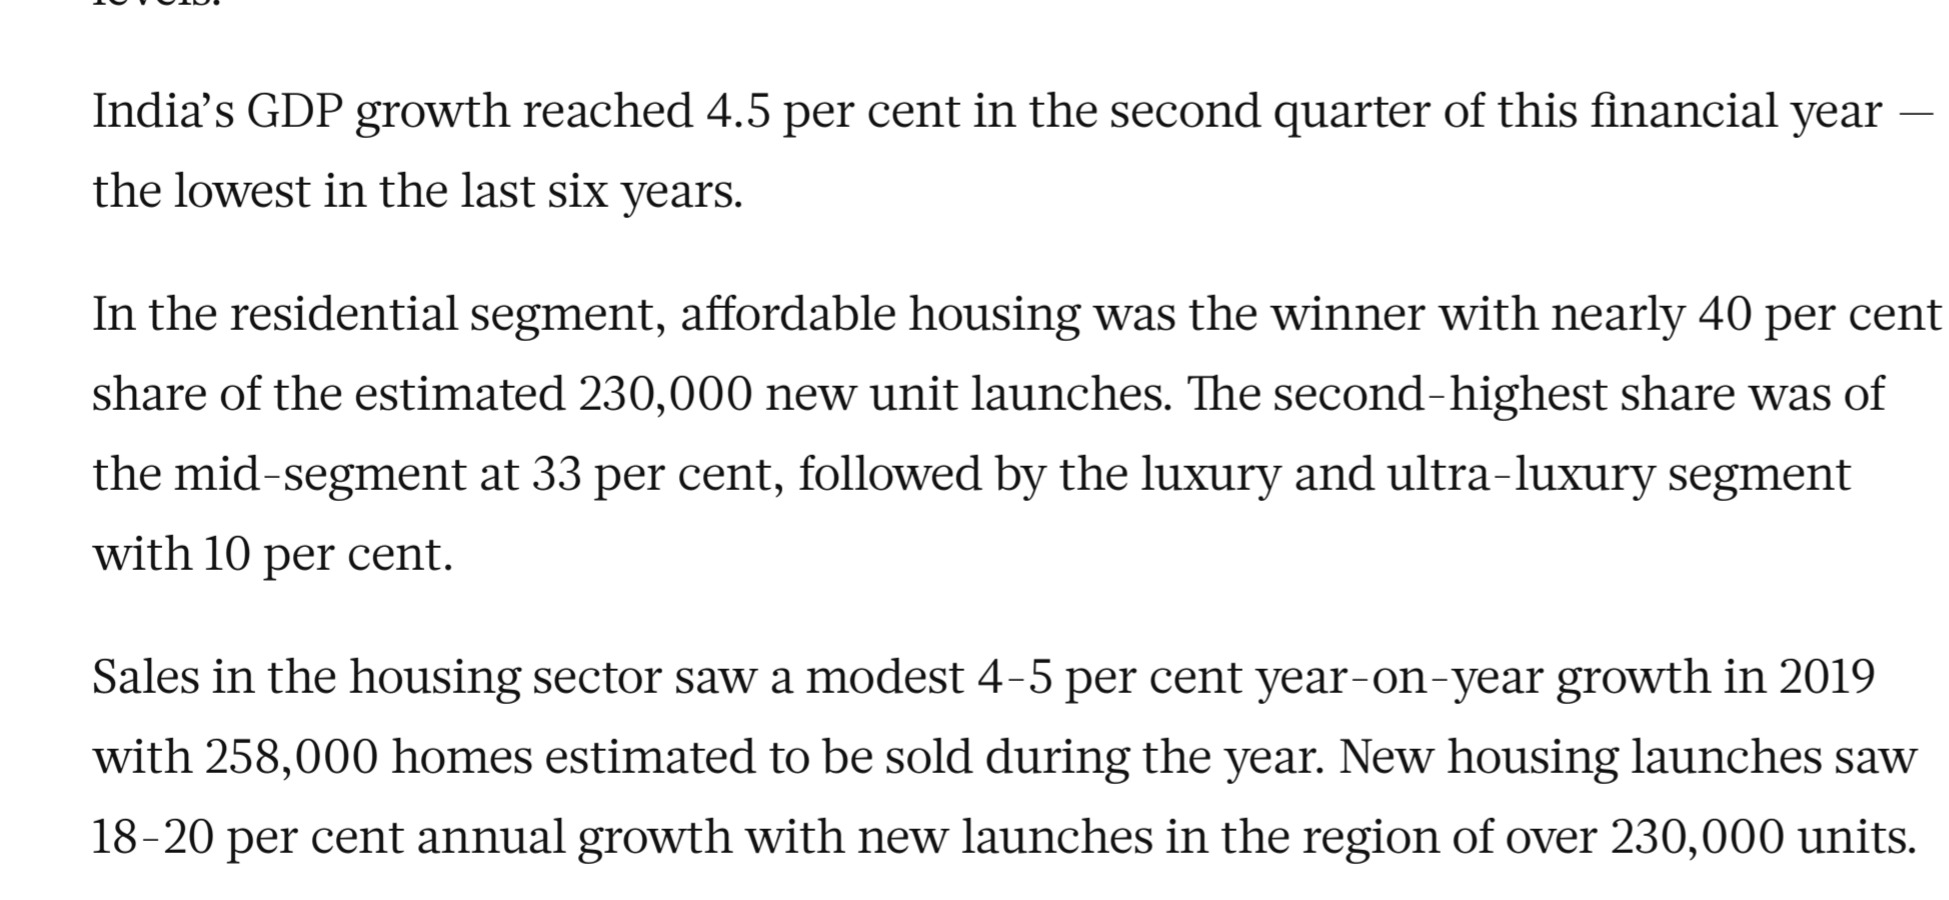 levels.
India’s GDP growth reached 4.5 per cent in the second quarter of this financial year —
the lowest in the last six years.
In the residential segment, affordable housing was the winner with nearly 40 per cent
share of the estimated 230,000 new unit launches. The second-highest share was of
the mid-segment at 33 per cent, followed by the luxury and ultra-luxury segment
with 10 per cent.
Sales in the housing sector saw a modest 4-5 per cent year-on-year growth in 2019
with 258,000 homes estimated to be sold during the year. New housing launches saw
18-20 per cent annual growth with new launches in the region of over 230,000 units.